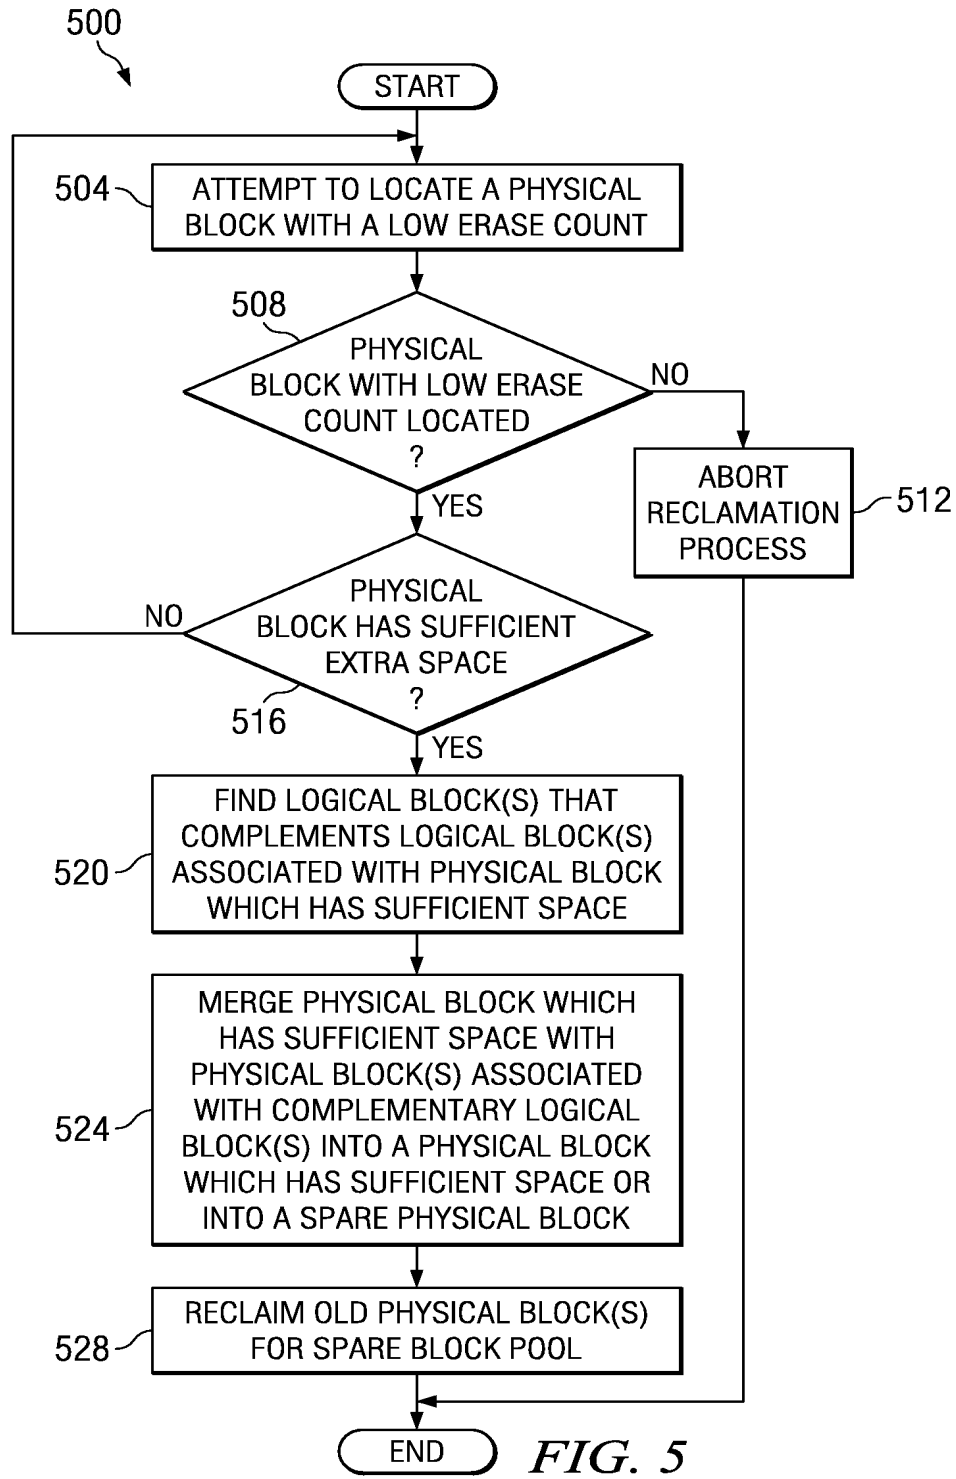 500
START
504
ATTEMPT TO LOCATE A PHYSICAL
BLOCK WITH A LOW ERASE COUNT
508
PHYSICAL
BLOCK WITH LOW ERASE
COUNT LOCATED
?
NO
YES
ABORT
RECLAMATION
PROCESS
512
PHYSICAL
BLOCK HAS SUFFICIENT
EXTRA SPACE
?
NO
516
YES
520
FIND LOGICAL BLOCK(S) THAT
COMPLEMENTS LOGICAL BLOCK(S)
ASSOCIATED WITH PHYSICAL BLOCK
WHICH HAS SUFFICIENT SPACE
524
MERGE PHYSICAL BLOCK WHICH
HAS SUFFICIENT SPACE WITH
PHYSICAL BLOCK(S) ASSOCIATED
WITH COMPLEMENTARY LOGICAL
BLOCK(S) INTO A PHYSICAL BLOCK
WHICH HAS SUFFICIENT SPACE OR
INTO A SPARE PHYSICAL BLOCK
528
RECLAIM OLD PHYSICAL BLOCK(S)
FOR SPARE BLOCK POOL
END
FIG. 5